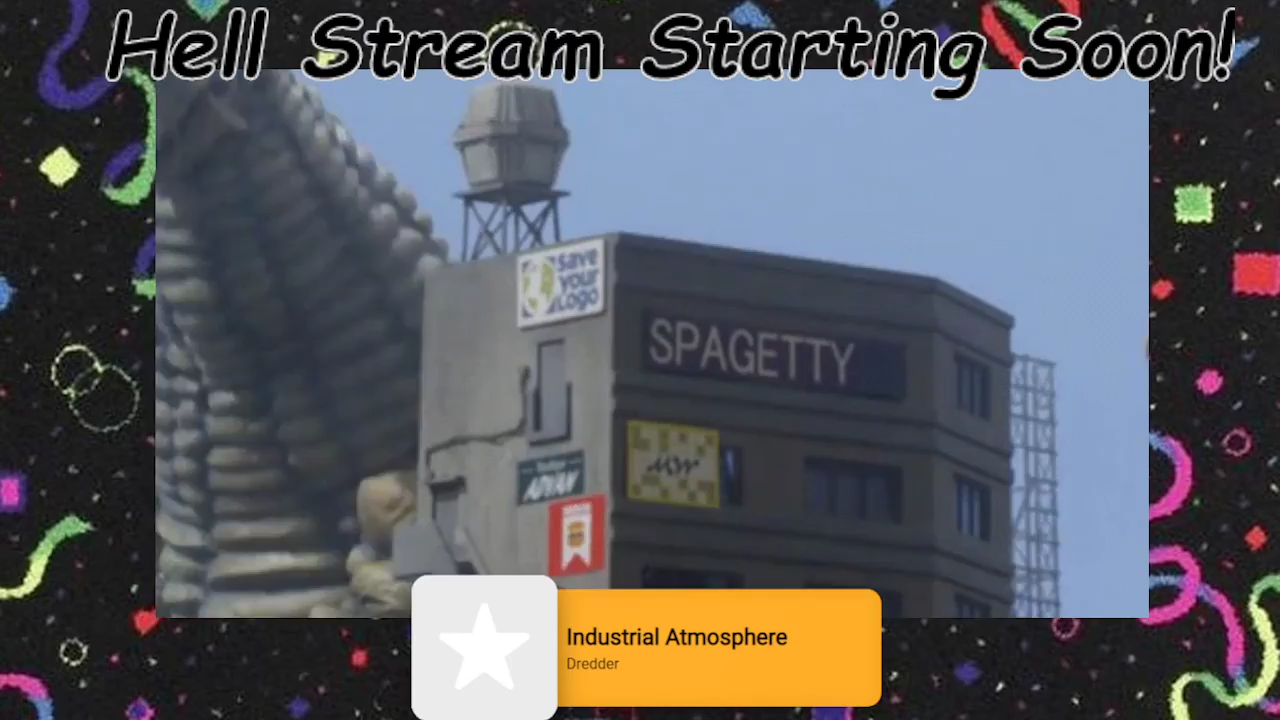 Hell Stream Starting Soon!
save
your
Logo
SPAGETTY
Industrial Atmosphere
Dredder